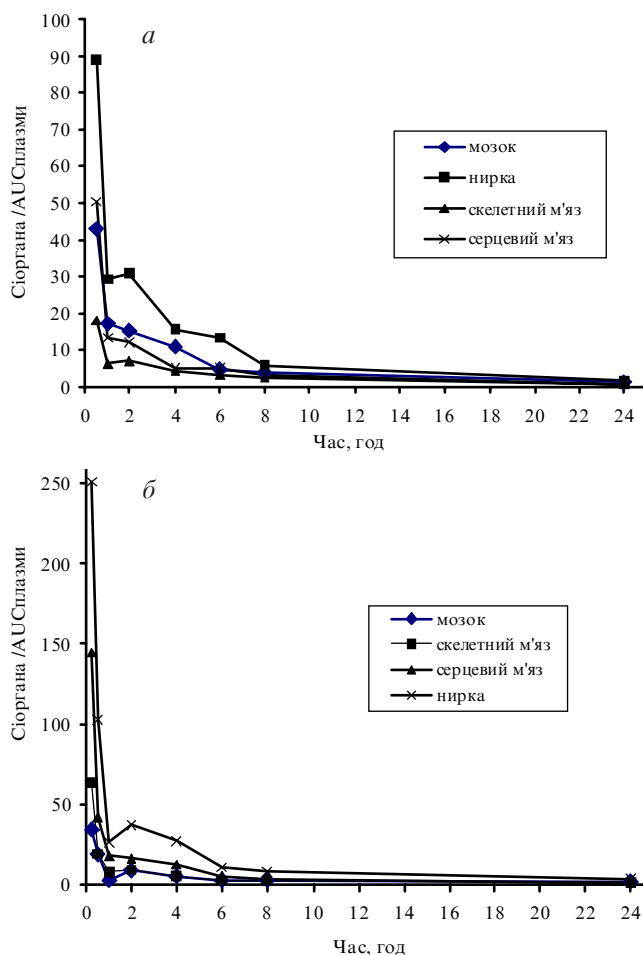 а
100
90
80
70
60
50
40
30
20
10
0
Сіоргана /AUCплазми
мозок
нирка
скелетний м'яз
серцевий м'яз
0 2 4 6 8 10 12 14 16 18 20 22 24
Час, год
б
250
200
150
100
50
0
Сіоргана /AUCплазми
мозок
скелетний м'яз
серцевий м'яз
нирка
0 2 4 6 8 10 12 14 16 18 20 22 24
Час, год